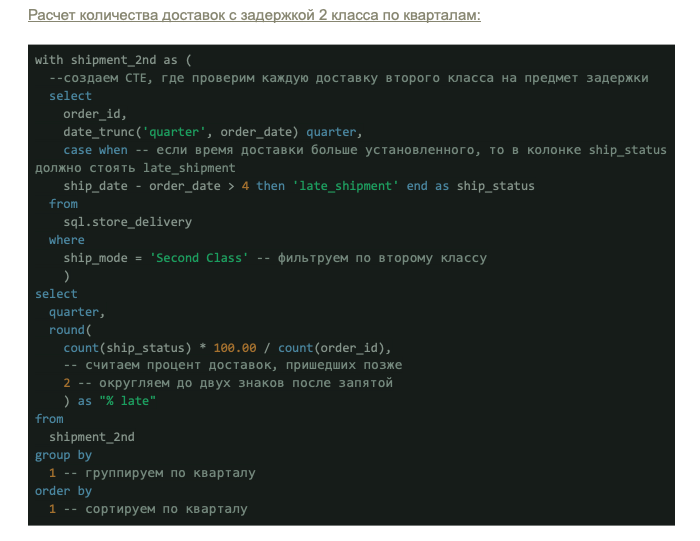 Расчет количества доставок с задержкой 2 класса по кварталам:
with shipment_2nd as (
--создаем CTE, где проверим каждую доставку второго класса на предмет задержки
select
order_id,
date_trunc('quarter', order_date) quarter,
case when -- если время доставки больше установленного, то в колонке ship_status
должно стоять late_shipment
ship_date - order_date > 4 then 'late_shipment' end as ship_status
from
sql.store_delivery
where
ship_mode = 'Second Class' -- фильтруем по второму классу
)
select
quarter,
round(
count(ship_status) * 100.00 / count(order_id),
-- считаем процент доставок, пришедших позже
2 -- округляем до двух знаков после запятой
) as "% late"
from
shipment_2nd
group by
1 -- группируем по кварталу
order by
1 -- сортируем по кварталу